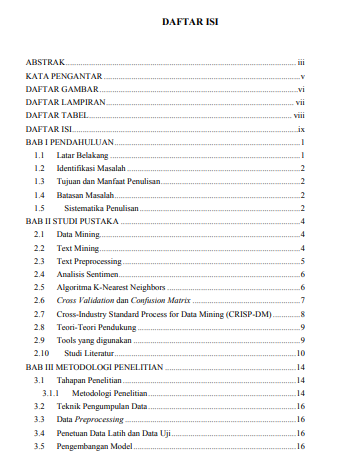 DAFTAR ISI
ABSTRAK.......... iii
KATA PENGANTAR.......... v
DAFTAR GAMBAR.......... vi
DAFTAR LAMPIRAN.......... vii
DAFTAR TABEL.......... viii
DAFTAR ISI.......... ix
BAB I PENDAHULUAN.......... 1
1.1 Latar Belakang.......... 1
1.2 Identifikasi Masalah.......... 2
1.3 Tujuan dan Manfaat Penulisan.......... 2
1.4 Batasan Masalah.......... 2
1.5 Sistematika Penulisan.......... 2
BAB II STUDI PUSTAKA.......... 4
2.1 Data Mining.......... 4
2.2 Text Mining.......... 4
2.3 Text Preprocessing.......... 5
2.4 Analisis Sentimen.......... 6
2.5 Algoritma K-Nearest Neighbors.......... 6
2.6 Cross Validation dan Confusion Matrix.......... 7
2.7 Cross-Industry Standard Process for Data Mining (CRISP-DM).......... 8
2.8 Teori-Teori Pendukung.......... 9
2.9 Tools yang digunakan.......... 9
2.10 Studi Literatur.......... 10
BAB III METODOLOGI PENELITIAN.......... 14
3.1 Tahapan Penelitian.......... 14
3.1.1 Metodologi Penelitian.......... 14
3.2 Teknik Pengumpulan Data.......... 16
3.3 Data Preprocessing.......... 16
3.4 Penetuan Data Latih dan Data Uji.......... 16
3.5 Pengembangan Model.......... 16